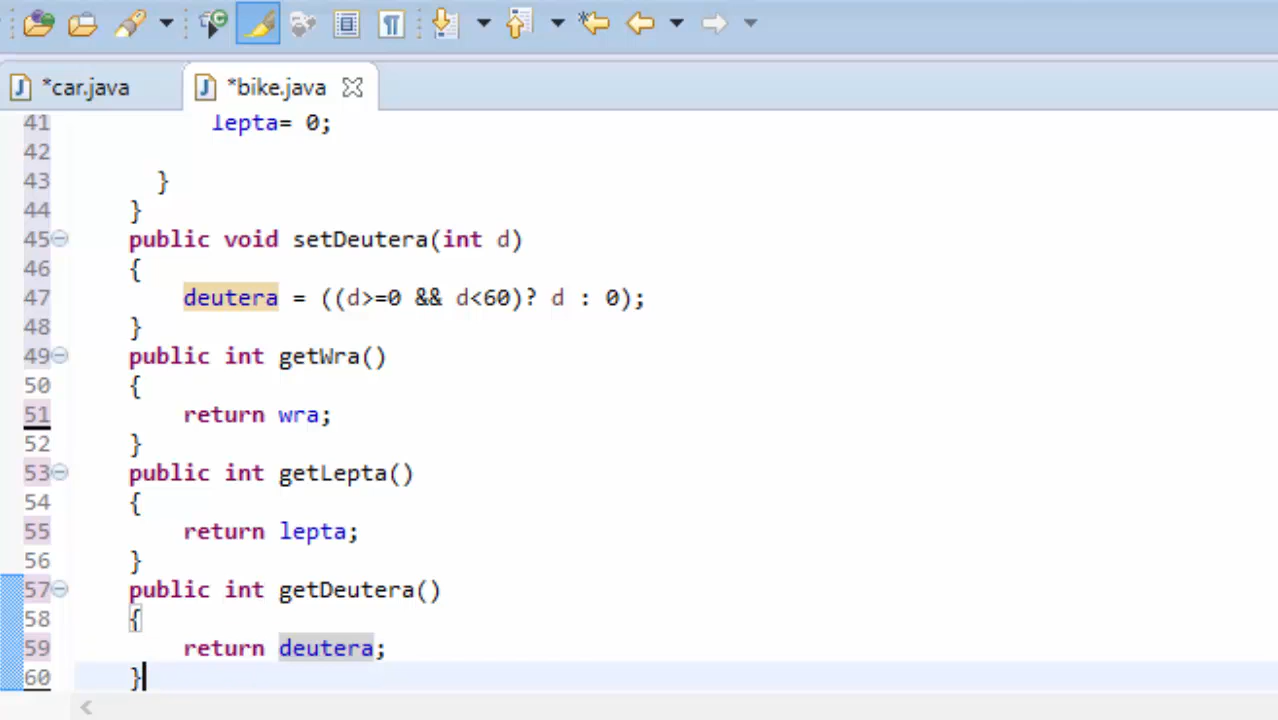 *car.java
*bike.java
41 lepta= 0;
42
43 }
44 }
45 public void setDeutera(int d)
46 {
47 deutera = ((d>=0 && d<60)? d : 0);
48 }
49 public int getWra()
50 {
51 return wra;
52 }
53 public int getLepta()
54 {
55 return lepta;
56 }
57 public int getDeutera()
58 {
59 return deutera;
60 }